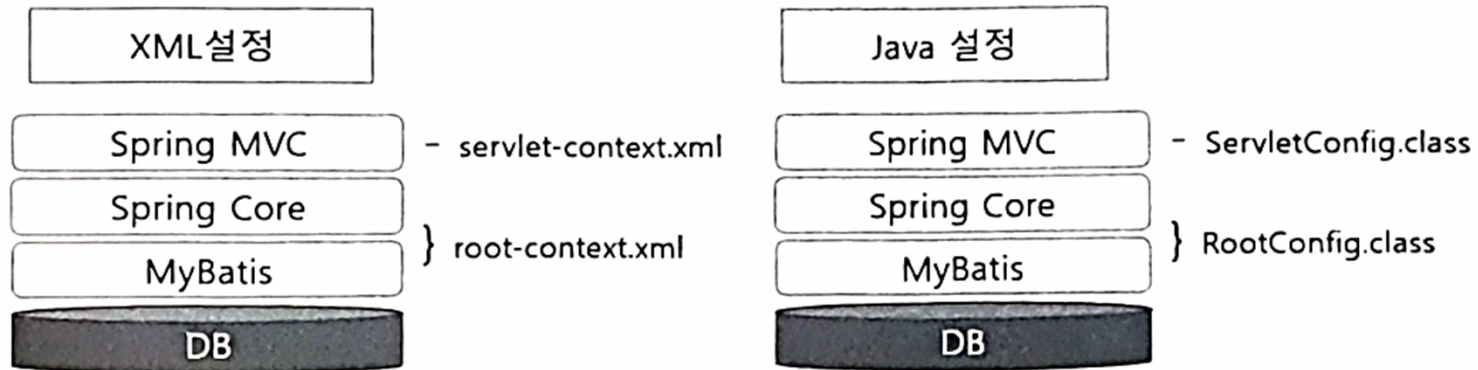 XML설정
Spring MVC - servlet-context.xml
Spring Core
} root-context.xml
MyBatis
DB
Java 설정
Spring MVC - ServletConfig.class
Spring Core
} RootConfig.class
MyBatis
DB